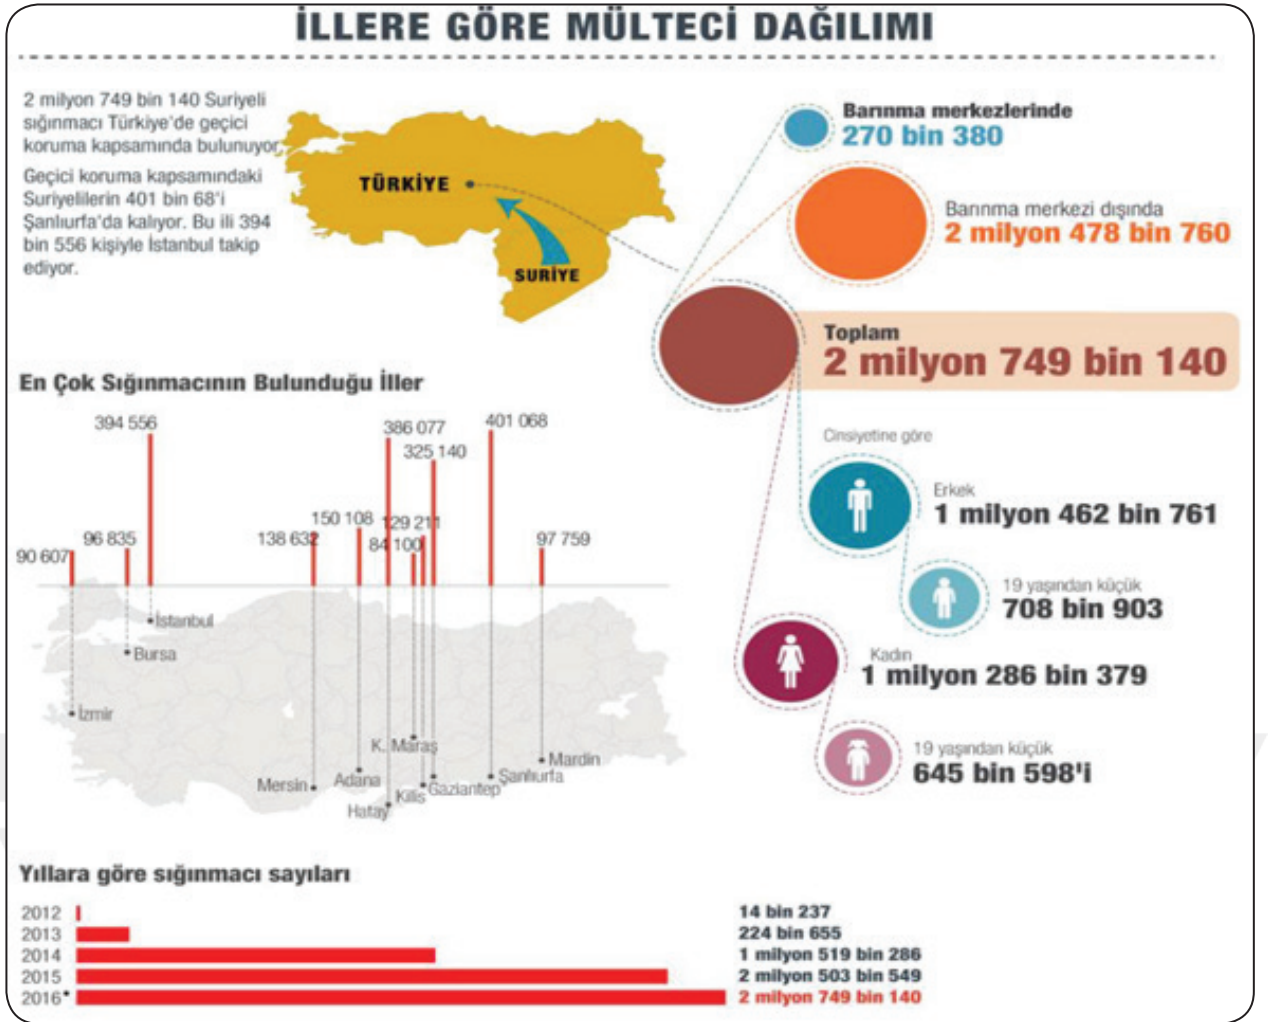 İLLERE GÖRE MÜLTECİ DAĞILIMI
2 milyon 749 bin 140 Suriyeli
sığınmacı Türkiye'de geçici
koruma kapsamında bulunuyor.
Geçici koruma kapsamındaki
Suriyelilerin 401 bin 68'i
Şanlıurfa'da kalıyor. Bu ili 394
bin 556 kişiyle İstanbul takip
ediyor.
TÜRKİYE
SURİYE
Barınma merkezlerinde
270 bin 380
Barınma merkezi dışında
2 milyon 478 bin 760
Toplam
2 milyon 749 bin 140
Cinsiyetine göre
Erkek
1 milyon 462 bin 761
19 yaşından küçük
708 bin 903
Kadın
1 milyon 286 bin 379
19 yaşından küçük
645 bin 598'i
En Çok Sığınmacının Bulunduğu İller
394 556
386 077
401 068
325 140
150 108
129 211
96 835
138 632
84 100
97 759
90 607
İstanbul
Bursa
İzmir
K. Maraş
Mardin
Mersin
Adana
Şanlıurfa
Gaziantep
Kilis
Hatay
Yıllara göre sığınmacı sayıları
2012 14 bin 237
2013 224 bin 655
2014 1 milyon 519 bin 286
2015 2 milyon 503 bin 549
2016* 2 milyon 749 bin 140